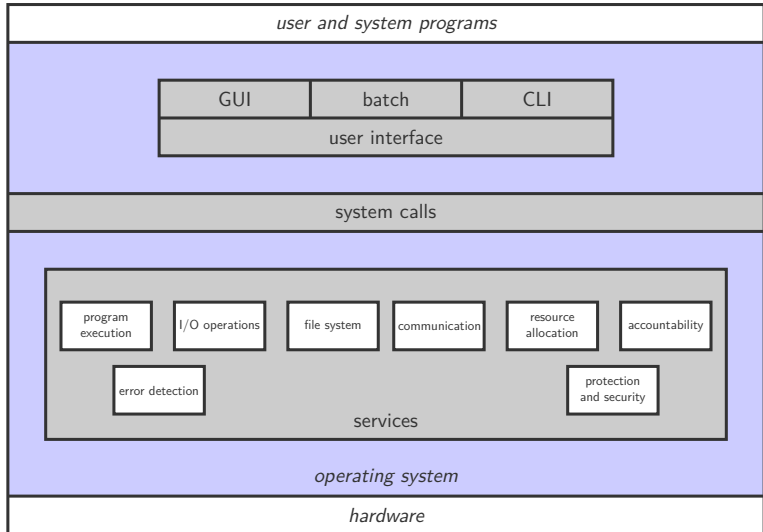 user and system programs
GUI
batch
CLI
user interface
system calls
program
execution
I/O operations
file system
communication
resource
allocation
accountability
error detection
protection
and security
services
operating system
hardware